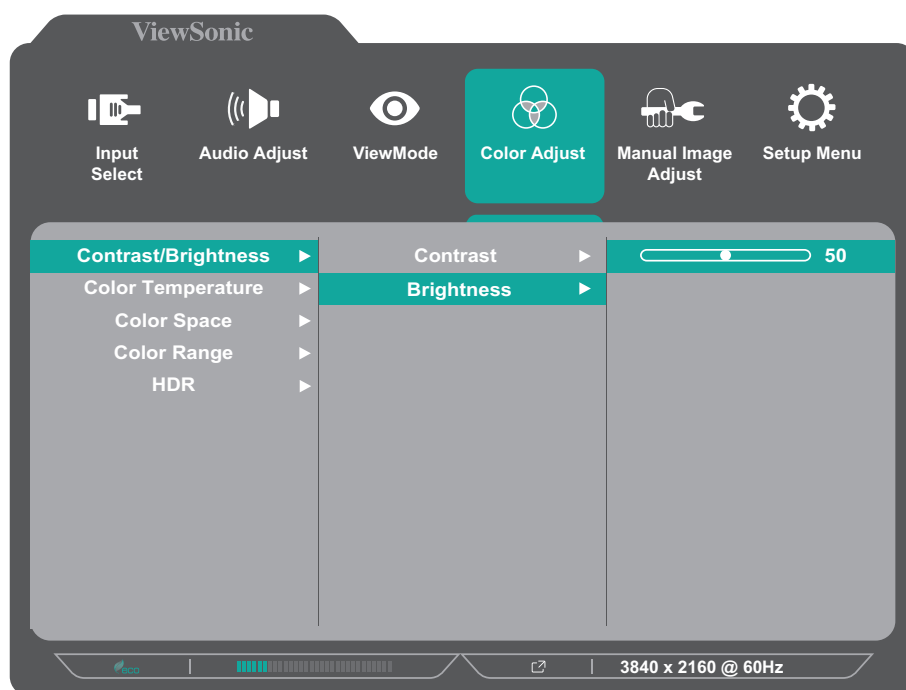 ViewSonic
Input Select
Audio Adjust
ViewMode
Color Adjust
Manual Image Adjust
Setup Menu
Contrast/Brightness
Contrast
50
Color Temperature
Brightness
Color Space
Color Range
HDR
eco
3840 x 2160 @ 60Hz